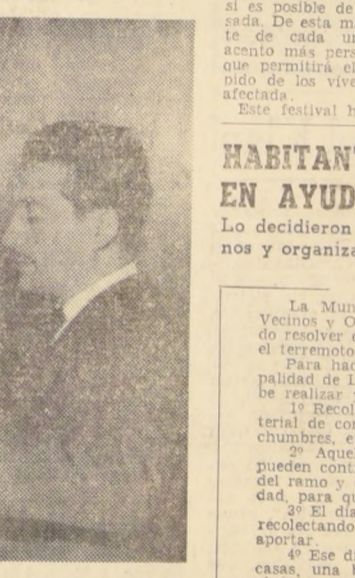 si es posible de
sada. De esta m
te de cada un
acento más pers
que permitirá el
pido de los víve
afectada.
Este festival h
HABITANT
EN AYUD
Lo decidieron
nos y organiza
La Mun
Vecinos y O
do resolver e
el terremoto
Para hac
palidad de L
be realizar
1º Recol
terial de con
chumbres, e
2º Aque
pueden cont
del ramo y
dad, para qu
3º El día
recolectando
aportar.
4º Ese dí
casas, una